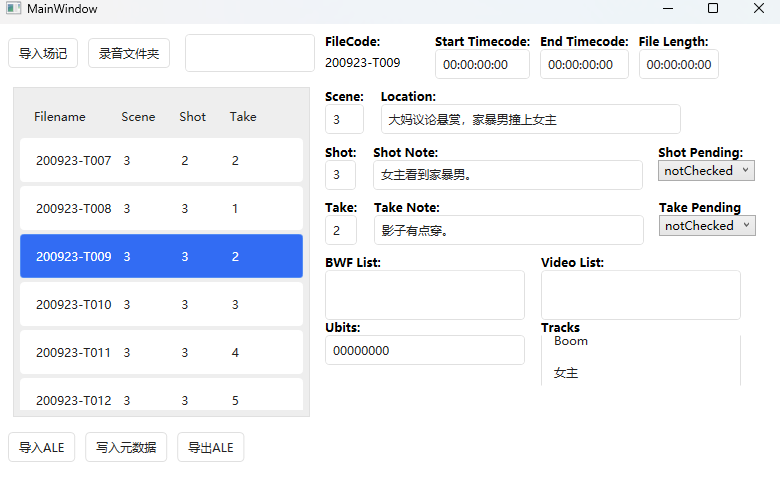 MainWindow
导入场记 录音文件夹
FileCode: Start Timecode: End Timecode: File Length:
200923-T009 00:00:00:00 00:00:00:00 00:00:00:00
Scene: Location:
3 大妈议论悬赏，家暴男撞上女主
Shot: Shot Note: Shot Pending:
3 女主看到家暴男。 notChecked
Take: Take Note: Take Pending
2 影子有点穿。 notChecked
BWF List: Video List:
Ubits: Tracks
00000000 Boom
女主
Filename Scene Shot Take
200923-T007 3 2 2
200923-T008 3 3 1
200923-T009 3 3 2
200923-T010 3 3 3
200923-T011 3 3 4
200923-T012 3 3 5
导入ALE 写入元数据 导出ALE